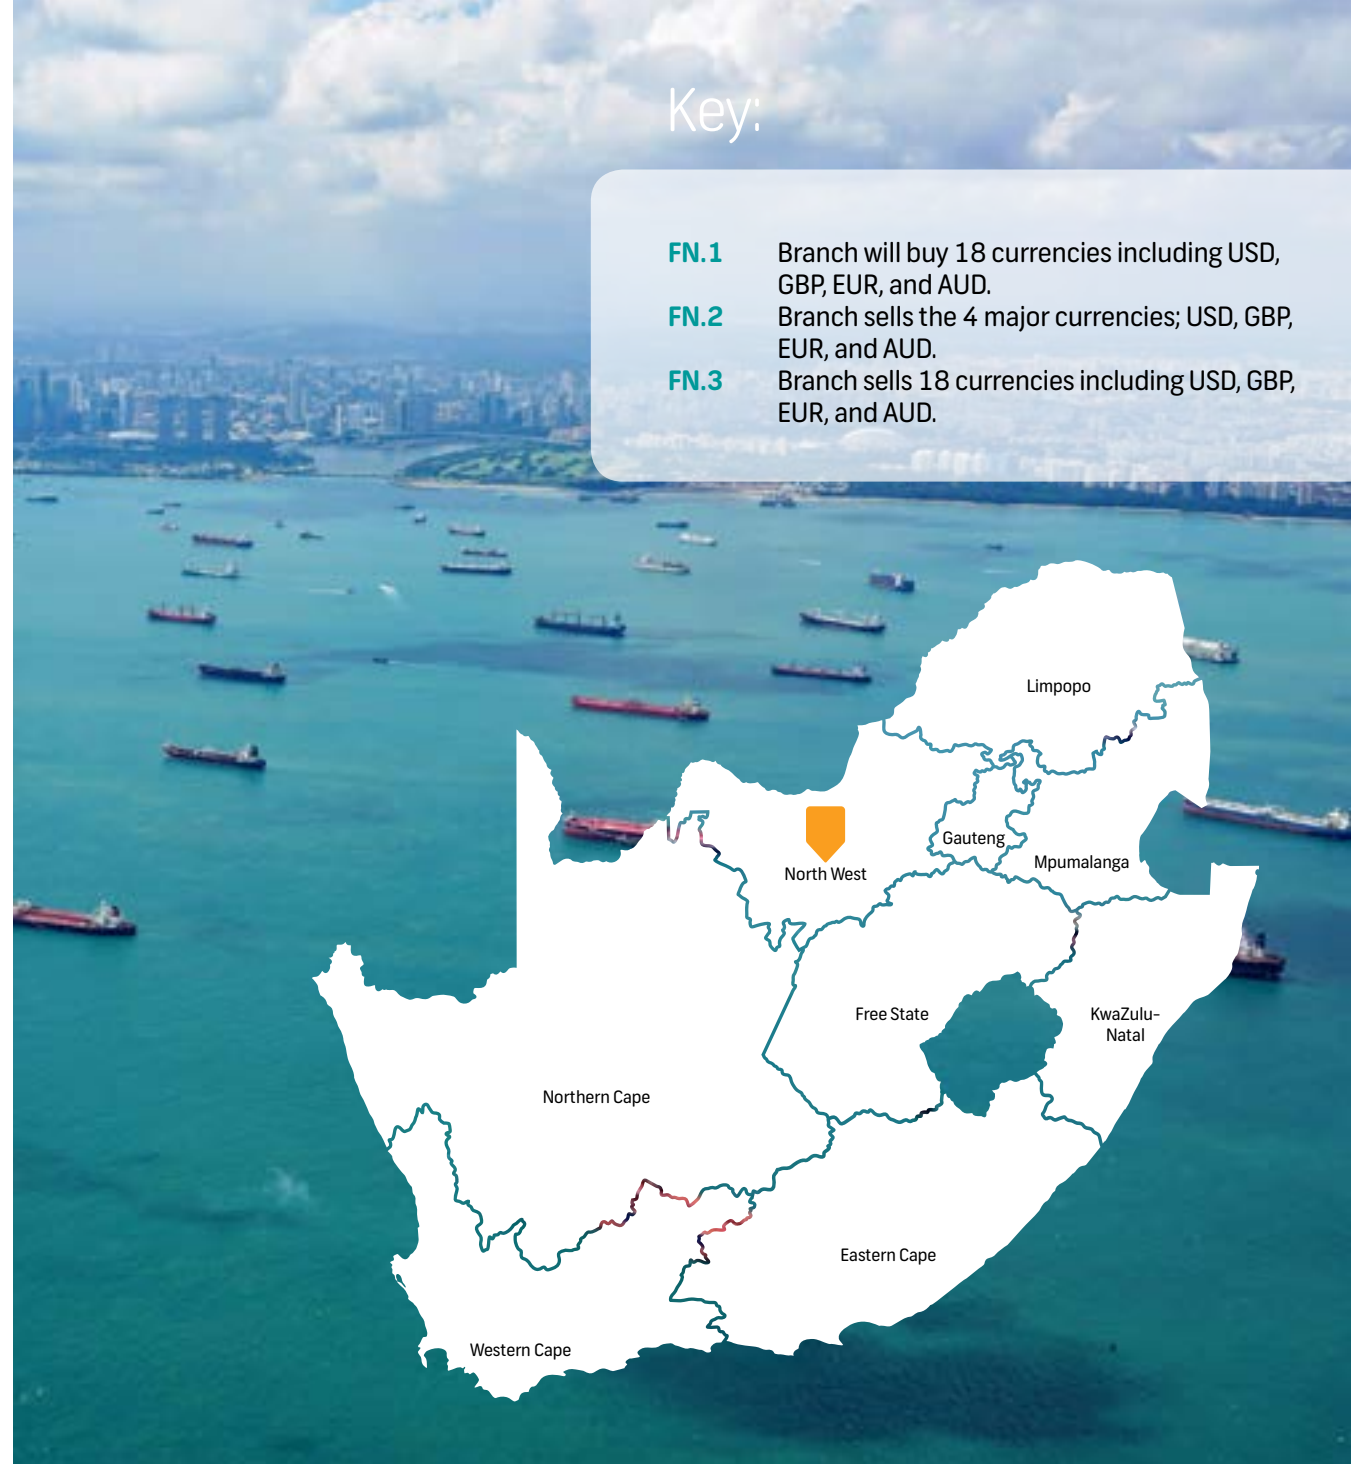 Key:
FN.1 Branch will buy 18 currencies including USD,
GBP, EUR, and AUD.
FN.2 Branch sells the 4 major currencies; USD, GBP,
EUR, and AUD.
FN.3 Branch sells 18 currencies including USD, GBP,
EUR, and AUD.
Limpopo
Gauteng
Mpumalanga
North West
Free State
KwaZulu-
Natal
Northern Cape
Eastern Cape
Western Cape